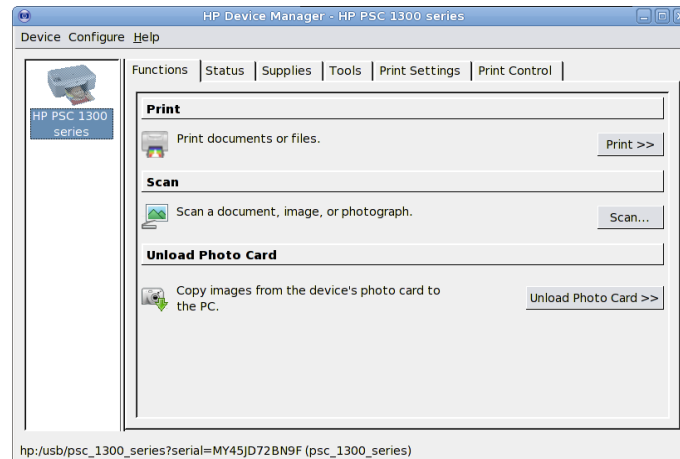 HP Device Manager - HP PSC 1300 series
Device Configure Help
HP PSC 1300
series
Functions Status Supplies Tools Print Settings Print Control
Print
Print documents or files.
Print >>
Scan
Scan a document, image, or photograph.
Scan...
Unload Photo Card
Copy images from the device's photo card to
the PC.
Unload Photo Card >>
hp:/usb/psc_1300_series?serial=MY45JD72BN9F (psc_1300_series)